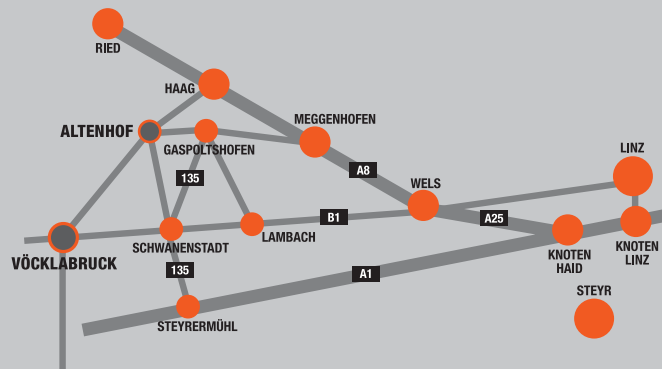 RIED
HAAG
MEGGENHOFEN
ALTENHOF
GASPOLTSHOFEN
LINZ
A8
135
WELS
B1
A25
LAMBACH
SCHWANENSTADT
VÖCKLABRUCK
KNOTEN
HAID
KNOTEN
LINZ
135
A1
STEYR
STEYRERMÜHL